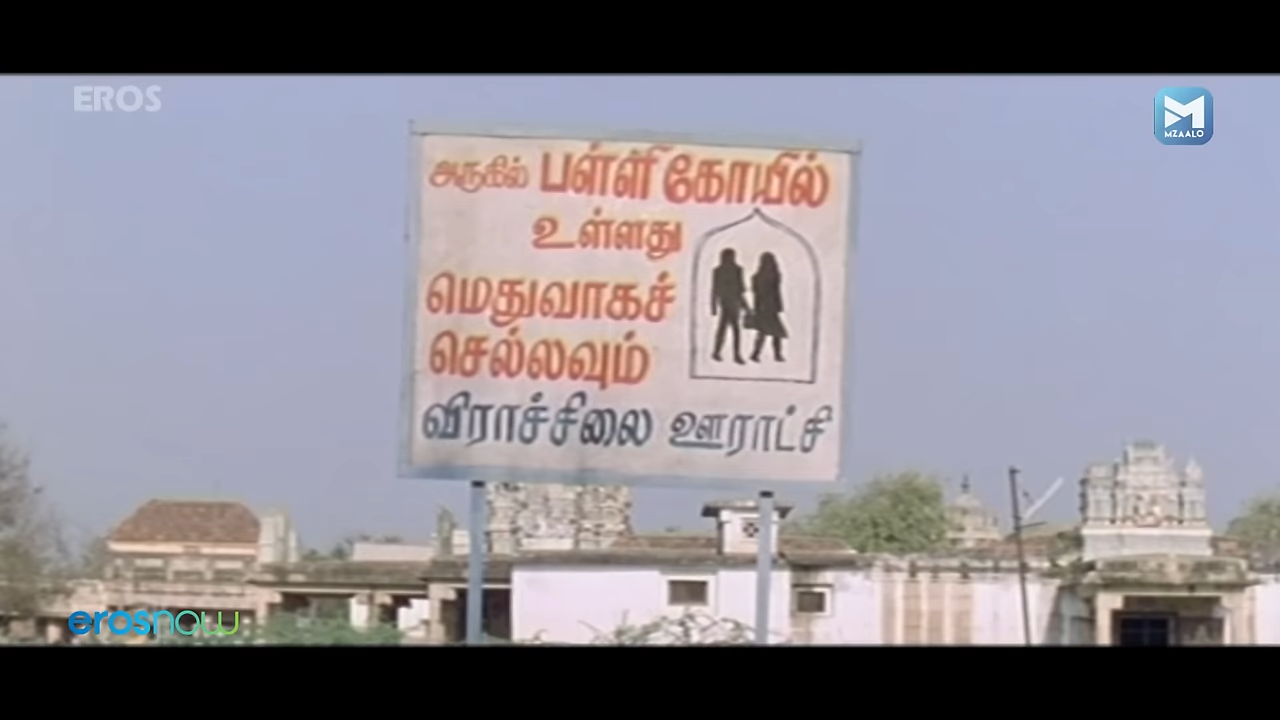 EROS
MZAALO
அருகில் பள்ளி கோயில்
உள்ளது
மெதுவாகச்
செல்லவும்
விராச்சிலை ஊராட்சி
erosnow